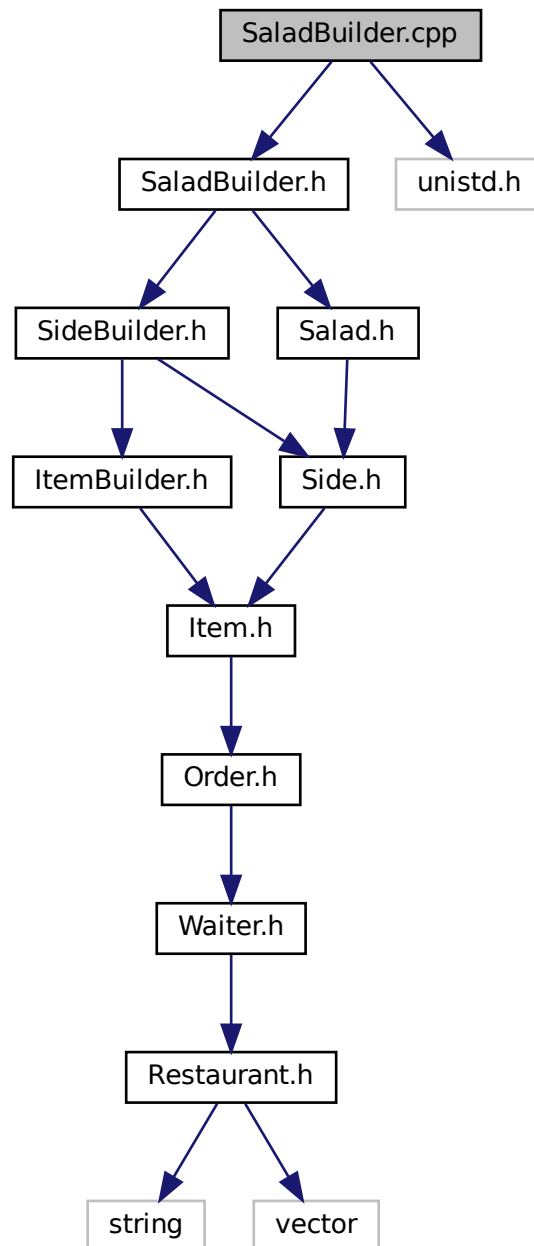 SaladBuilder.cpp
SaladBuilder.h
unistd.h
SideBuilder.h
Salad.h
ItemBuilder.h
Side.h
Item.h
Order.h
Waiter.h
Restaurant.h
string
vector